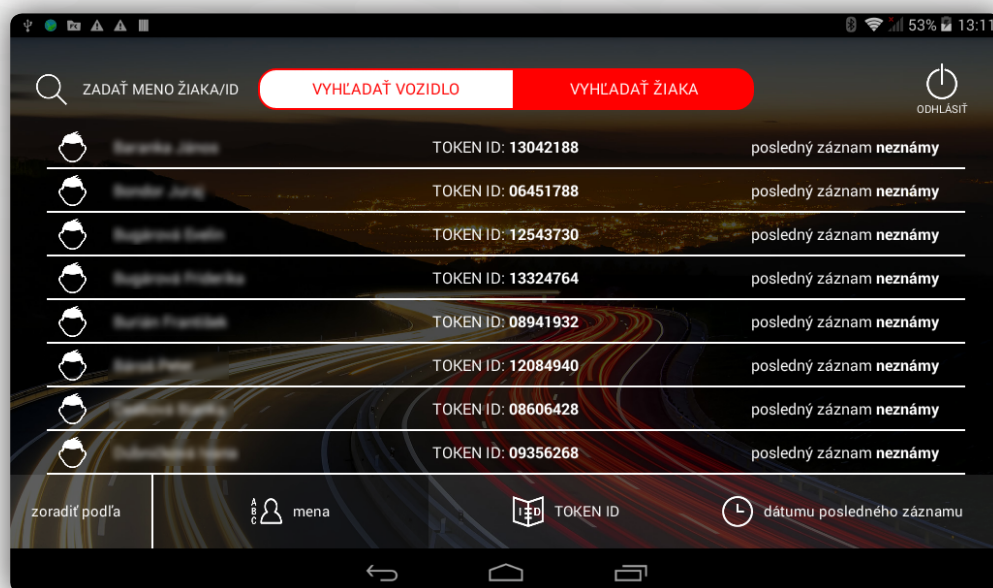 53% 13:11
ZADAŤ MENO ŽIAKA/ID VYHĽADAŤ VOZIDLO VYHĽADAŤ ŽIAKA
ODHLÁSIŤ
TOKEN ID: 13042188 posledný záznam neznámy
TOKEN ID: 06451788 posledný záznam neznámy
TOKEN ID: 12543730 posledný záznam neznámy
TOKEN ID: 13324764 posledný záznam neznámy
TOKEN ID: 08941932 posledný záznam neznámy
TOKEN ID: 12084940 posledný záznam neznámy
TOKEN ID: 08606428 posledný záznam neznámy
TOKEN ID: 09356268 posledný záznam neznámy
zoradiť podľa ABC mena ID TOKEN ID dátumu posledného záznamu